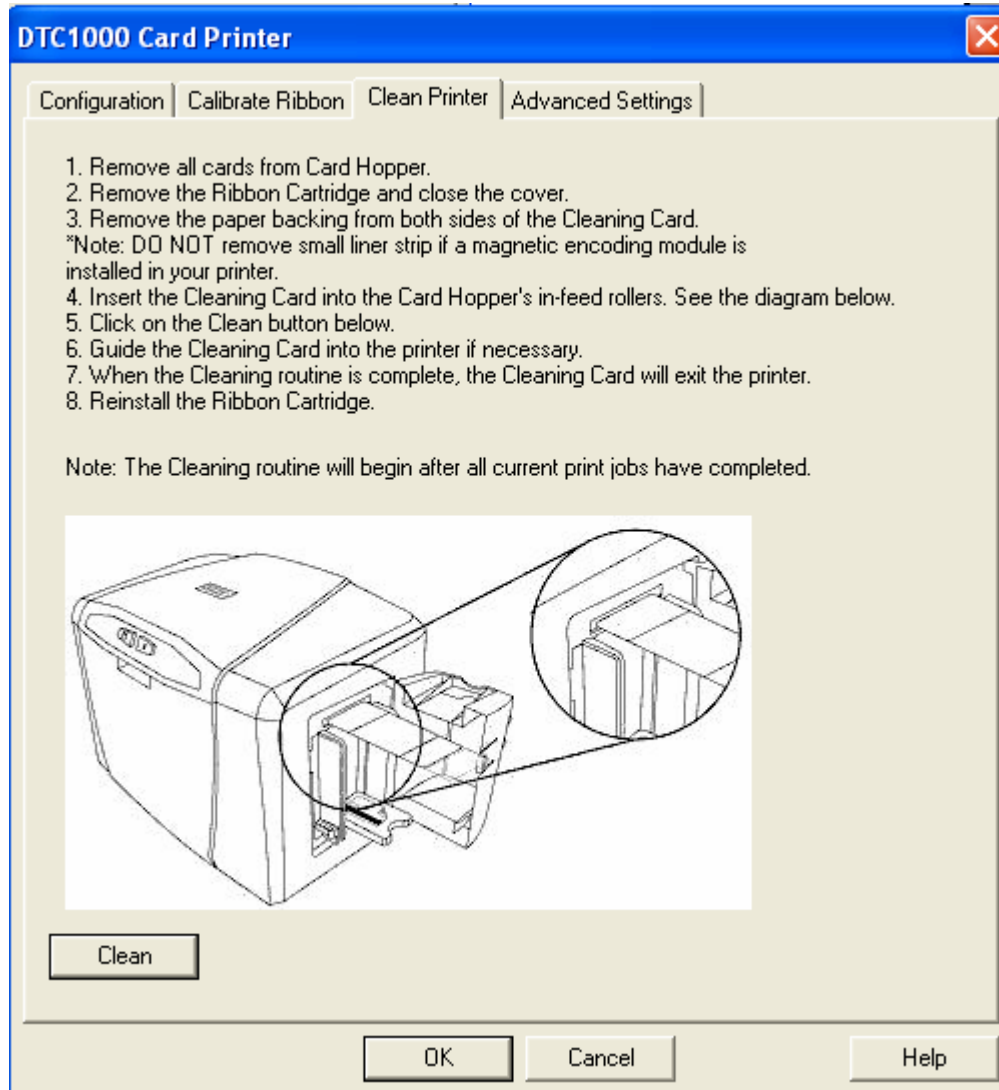 DTC1000 Card Printer
Configuration
Calibrate Ribbon
Clean Printer
Advanced Settings
1. Remove all cards from Card Hopper.
2. Remove the Ribbon Cartridge and close the cover.
3. Remove the paper backing from both sides of the Cleaning Card.
*Note: DO NOT remove small liner strip if a magnetic encoding module is
installed in your printer.
4. Insert the Cleaning Card into the Card Hopper's in-feed rollers. See the diagram below.
5. Click on the Clean button below.
6. Guide the Cleaning Card into the printer if necessary.
7. When the Cleaning routine is complete, the Cleaning Card will exit the printer.
8. Reinstall the Ribbon Cartridge.
Note: The Cleaning routine will begin after all current print jobs have completed.
Clean
OK
Cancel
Help